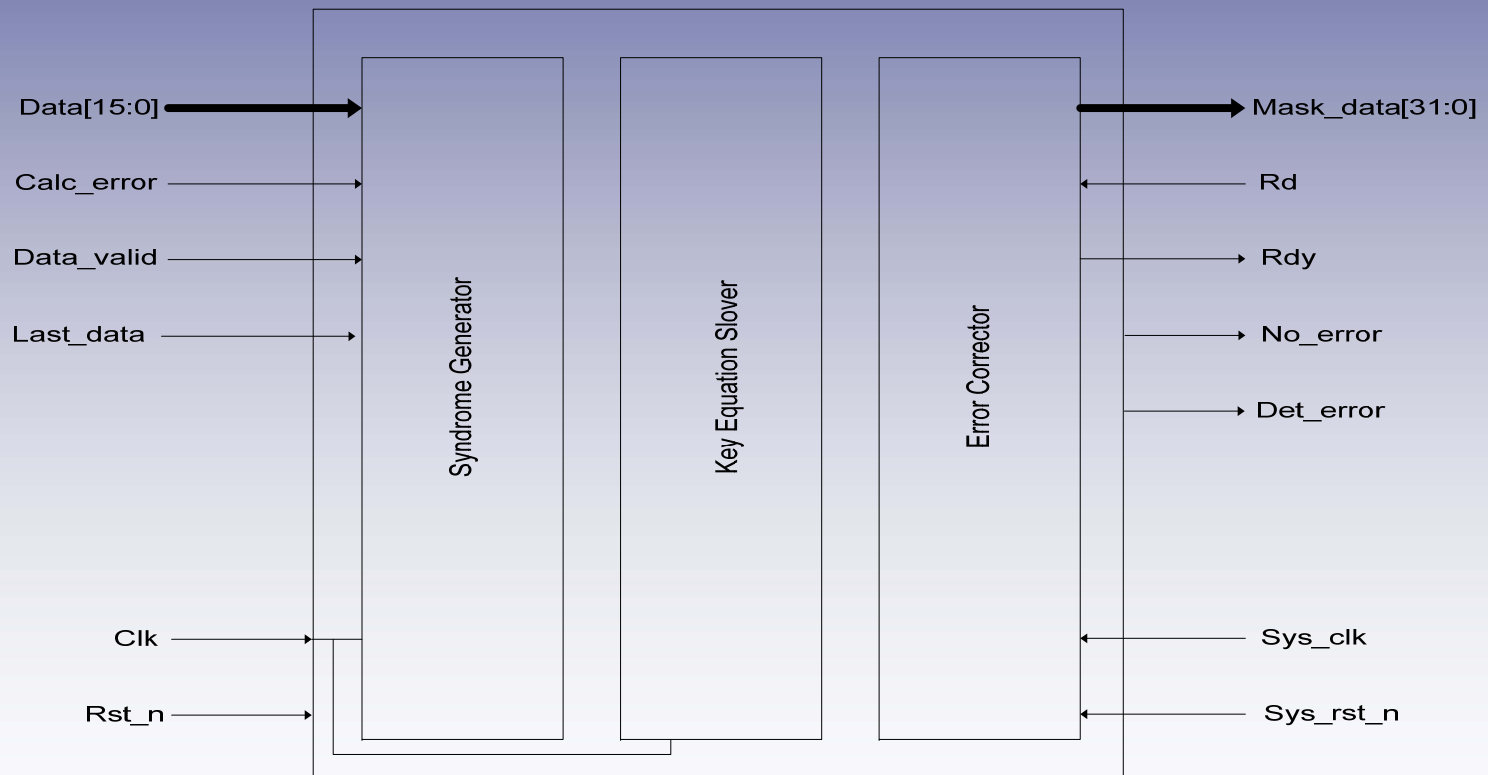 Data[15:0]
Calc_error
Data_valid
Last_data
Clk
Rst_n
Syndrome Generator
Key Equation Slover
Error Corrector
Mask_data[31:0]
Rd
Rdy
No_error
Det_error
Sys_clk
Sys_rst_n